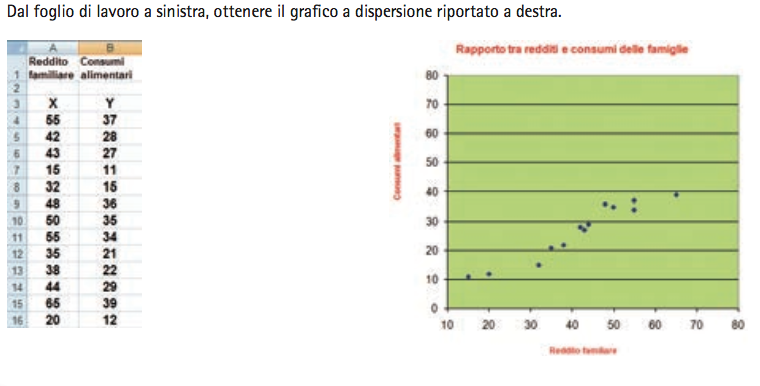 Dal foglio di lavoro a sinistra, ottenere il grafico a dispersione riportato a destra.
A B
Reddito Consumi
1 familiare alimentari
2
3 X Y
4 55 37
5 42 28
6 43 27
7 15 11
8 32 15
9 48 36
10 50 35
11 55 34
12 35 21
13 38 22
14 44 29
15 65 39
16 20 12
Rapporto tra redditi e consumi delle famiglie
Consumi alimentari
80
70
60
50
40
30
20
10
0
10 20 30 40 50 60 70 80
Reddito familiare